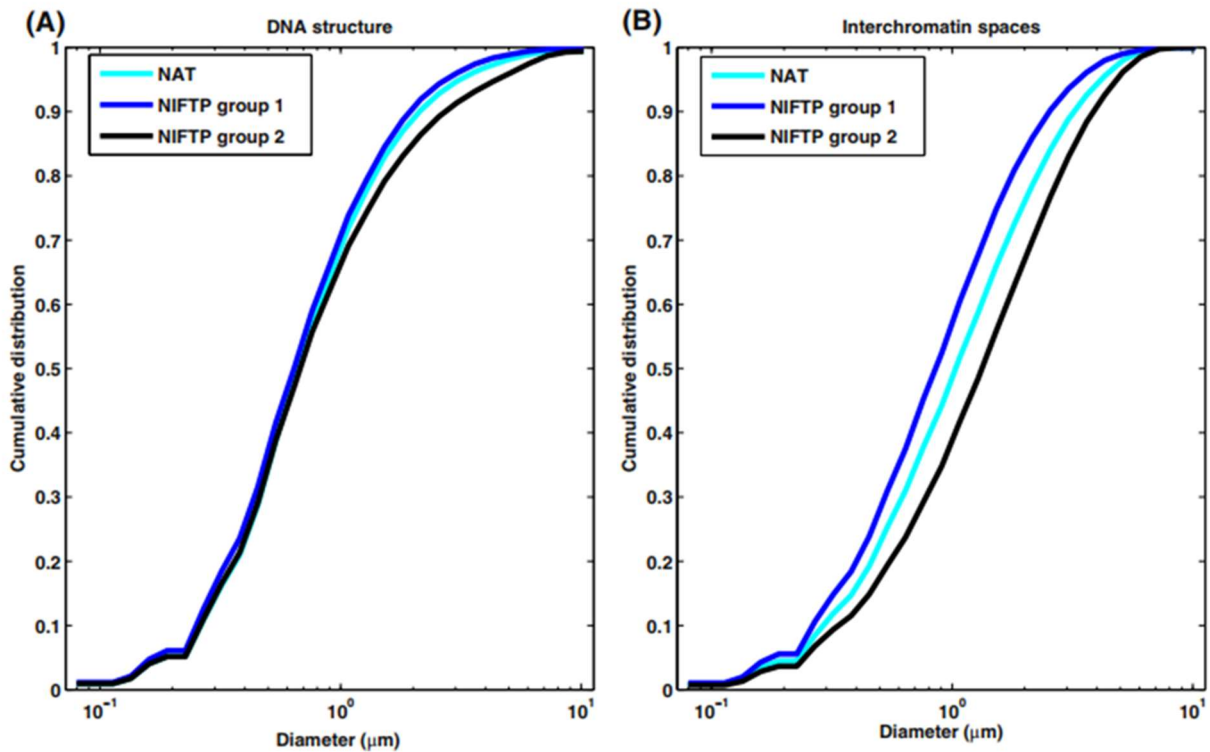 (A)
DNA structure
NAT
NIFTP group 1
NIFTP group 2
Cumulative distribution
1
0.9
0.8
0.7
0.6
0.5
0.4
0.3
0.2
0.1
0
10⁻¹
10⁰
10¹
Diameter (μm)
(B)
Interchromatin spaces
NAT
NIFTP group 1
NIFTP group 2
Cumulative distribution
1
0.9
0.8
0.7
0.6
0.5
0.4
0.3
0.2
0.1
0
10⁻¹
10⁰
10¹
Diameter (μm)